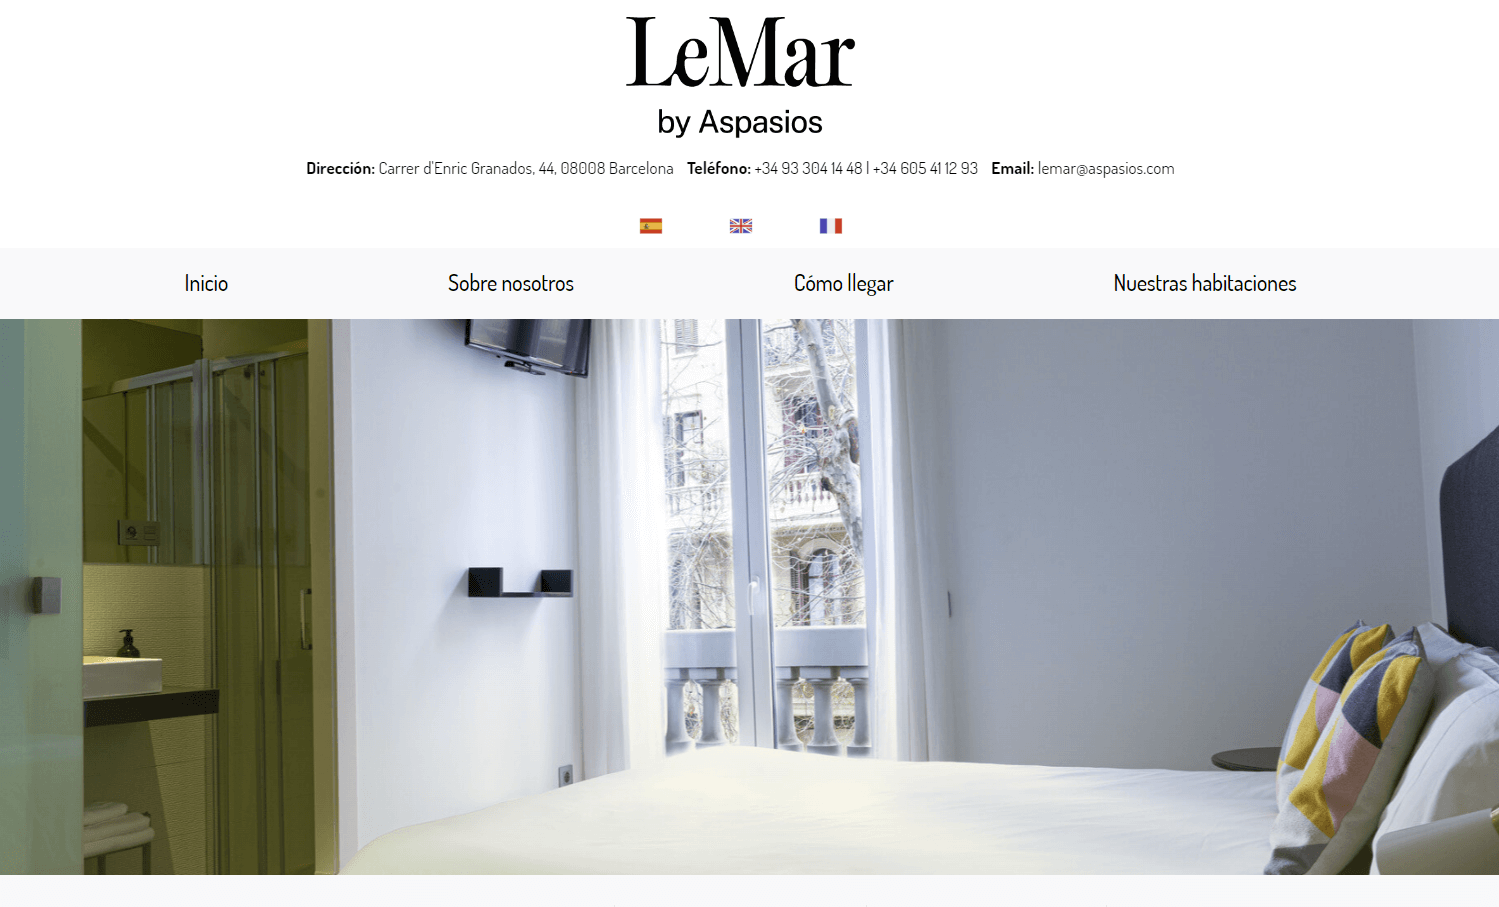 LeMar
by Aspasios
Dirección: Carrer d'Enric Granados, 44, 08008 Barcelona Teléfono: +34 93 304 14 48 | +34 605 41 12 93 Email: lemar@aspasios.com
Inicio Sobre nosotros Cómo llegar Nuestras habitaciones